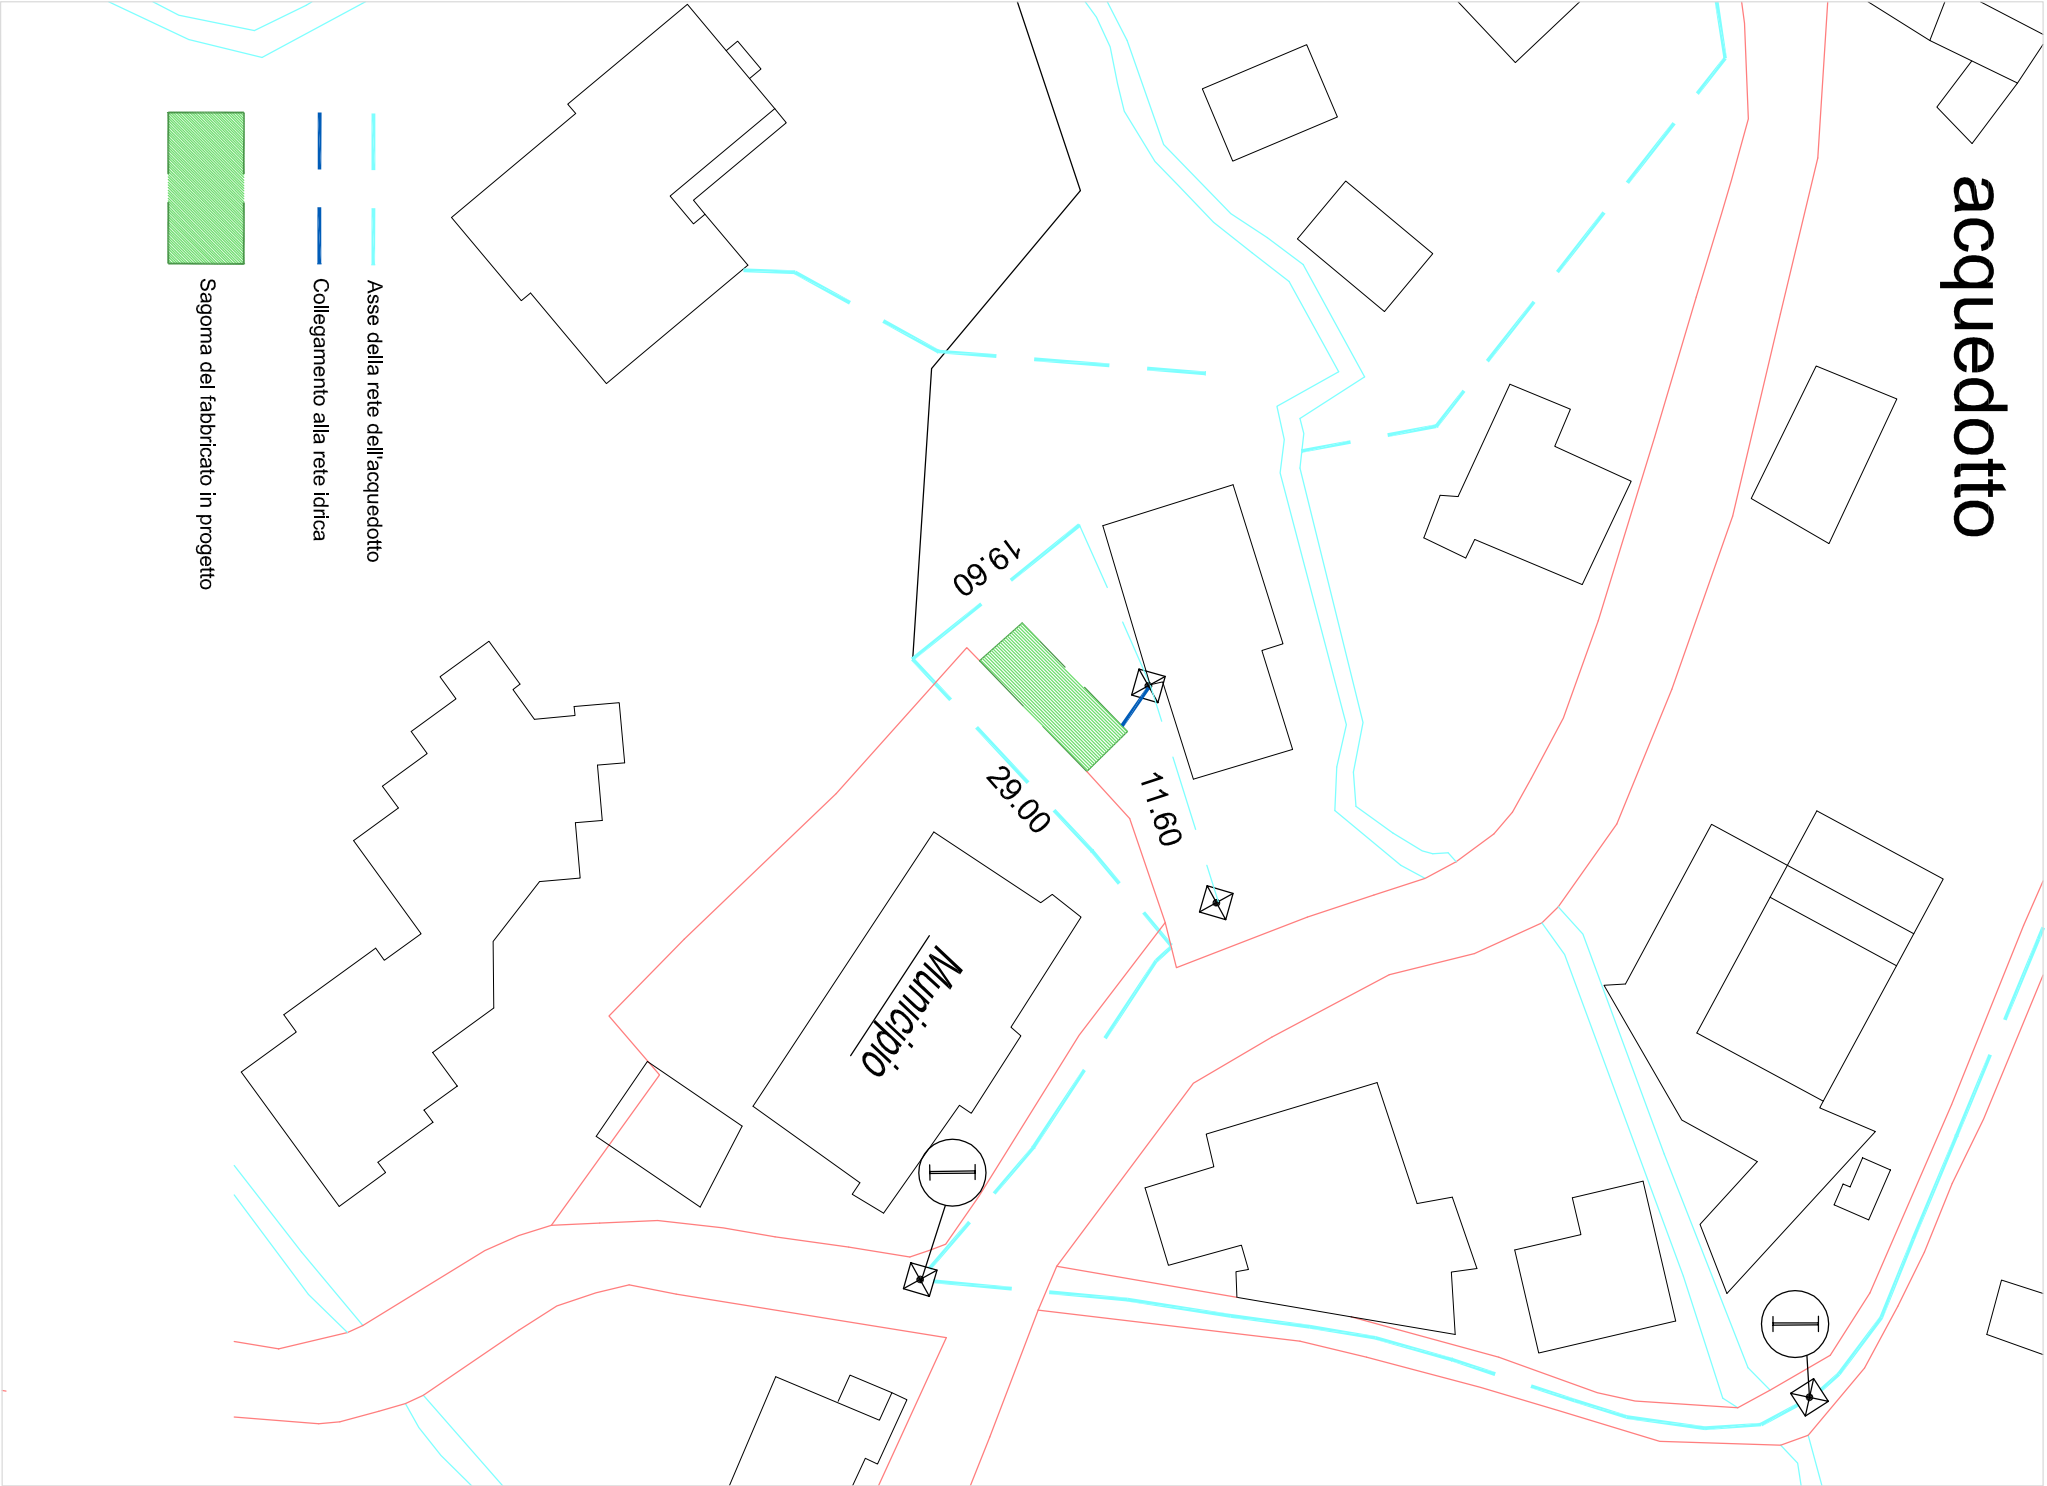 acquedotto
Asse della rete dell'acquedotto
Collegamento alla rete idrica
Sagoma del fabbricato in progetto
19.60
29.00
11.60
Municipio